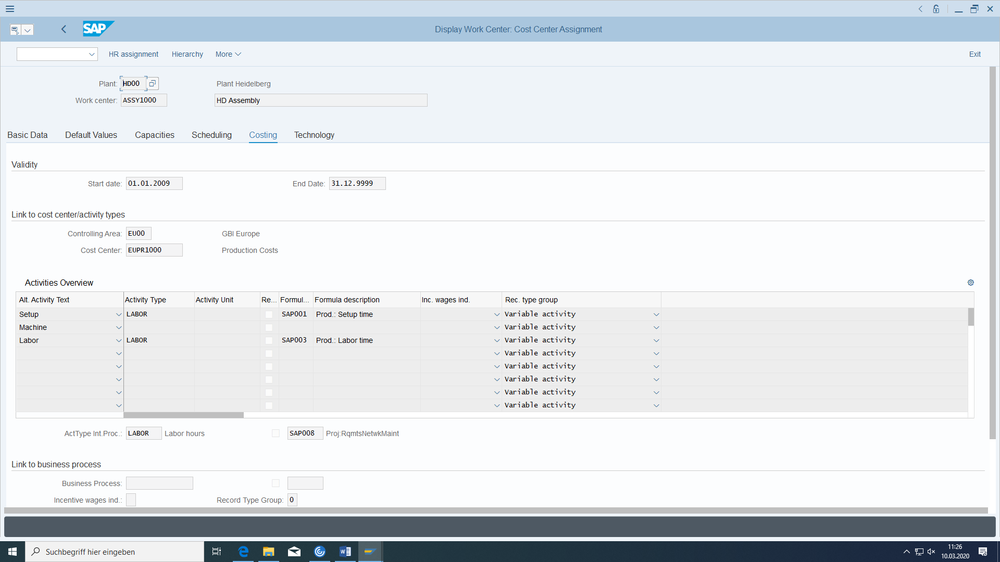 SAP
Display Work Center: Cost Center Assignment
HR assignment Hierarchy More Exit
Plant: HD00 Plant Heidelberg
Work center: ASSY1000 HD Assembly
Basic Data Default Values Capacities Scheduling Costing Technology
Validity
Start date: 01.01.2009 End Date: 31.12.9999
Link to cost center/activity types
Controlling Area: EU00 GBI Europe
Cost Center: EUPR1000 Production Costs
Activities Overview
Alt. Activity Text Activity Type Activity Unit Re... Formul... Formula description Inc. wages ind. Rec. type group
Setup LABOR SAP001 Prod.: Setup time Variable activity
Machine Variable activity
Labor LABOR SAP003 Prod.: Labor time Variable activity
Variable activity
Variable activity
Variable activity
Variable activity
Variable activity
ActType Int.Proc.: LABOR Labor hours SAP008 Proj:RqmtsNetwkMaint
Link to business process
Business Process:
Incentive wages ind.: Record Type Group: 0
Suchbegriff hier eingeben
11:26
10.03.2020